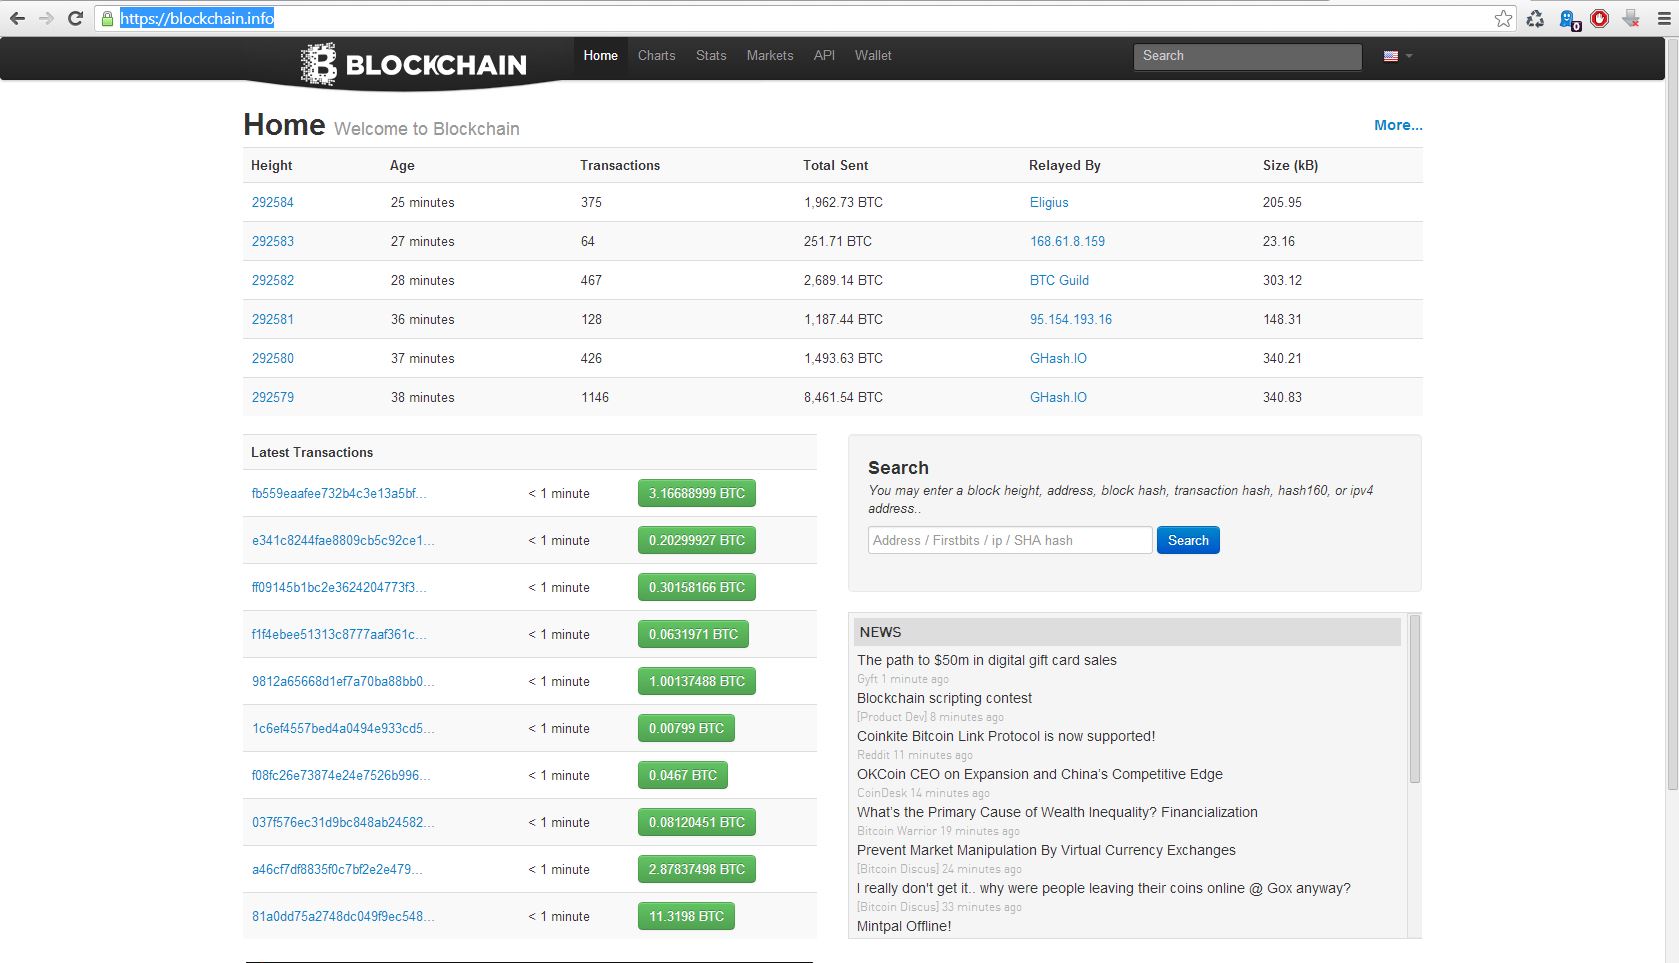 https://blockchain.info
0
BLOCKCHAIN
Home Charts Stats Markets API Wallet Search
Home Welcome to Blockchain
More...
Height Age Transactions Total Sent Relayed By Size (kB)
292584 25 minutes 375 1,962.73 BTC Eligius 205.95
292583 27 minutes 64 251.71 BTC 168.61.8.159 23.16
292582 28 minutes 467 2,689.14 BTC BTC Guild 303.12
292581 36 minutes 128 1,187.44 BTC 95.154.193.16 148.31
292580 37 minutes 426 1,493.63 BTC GHash.IO 340.21
292579 38 minutes 1146 8,461.54 BTC GHash.IO 340.83
Latest Transactions
fb559eaafee732b4c3e13a5bf... < 1 minute 3.16688999 BTC
e341c8244fae8809cb5c92ce1... < 1 minute 0.20299927 BTC
ff09145b1bc2e3624204773f3... < 1 minute 0.30158166 BTC
f1f4ebee51313c8777aaf361c... < 1 minute 0.0631971 BTC
9812a65668d1ef7a70ba88bb0... < 1 minute 1.00137488 BTC
1c6ef4557bed4a0494e933cd5... < 1 minute 0.00799 BTC
f08fc26e73874e24e7526b996... < 1 minute 0.0467 BTC
037f576ec31d9bc848ab24582... < 1 minute 0.08120451 BTC
a46cf7df8835f0c7bf2e2e479... < 1 minute 2.87837498 BTC
81a0dd75a2748dc049f9ec548... < 1 minute 11.3198 BTC
Search
You may enter a block height, address, block hash, transaction hash, hash160, or ipv4
address..
Address / Firstbits / ip / SHA hash Search
NEWS
The path to $50m in digital gift card sales
Gyft 1 minute ago
Blockchain scripting contest
[Product Dev] 8 minutes ago
Coinkite Bitcoin Link Protocol is now supported!
Reddit 11 minutes ago
OKCoin CEO on Expansion and China's Competitive Edge
CoinDesk 14 minutes ago
What's the Primary Cause of Wealth Inequality? Financialization
Bitcoin Warrior 19 minutes ago
Prevent Market Manipulation By Virtual Currency Exchanges
[Bitcoin Discus] 24 minutes ago
I really don't get it.. why were people leaving their coins online @ Gox anyway?
[Bitcoin Discus] 33 minutes ago
Mintpal Offline!